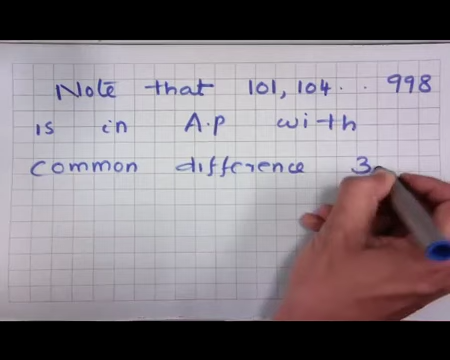 Note that 101, 104 . . 998
is in A.P with
common difference 3